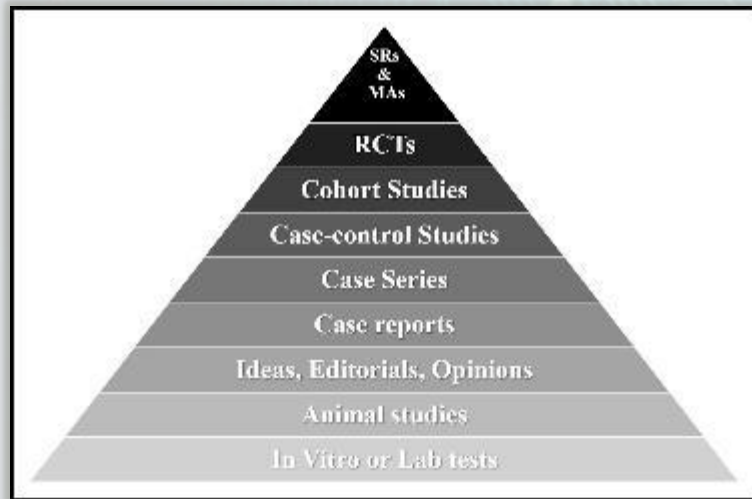 SRs
&
MAs
RCTs
Cohort Studies
Case-control Studies
Case Series
Case reports
Ideas, Editorials, Opinions
Animal studies
In Vitro or Lab tests